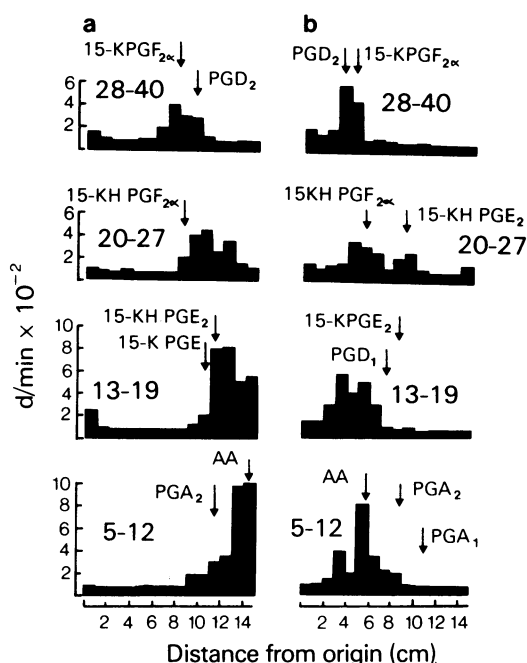 a b
15-KPGF₂α
PGD₂
28-40
6
4
2
PGD₂ 15-KPGF₂α
28-40
15-KH PGF₂α
20-27
6
4
2
15KH PGF₂α
15-KH PGE₂
20-27
15-KH PGE₂
15-K PGE
13-19
10
8
6
4
2
15-KPGE₂
PGD₁
13-19
AA
PGA₂
5-12
10
8
6
4
2
2 4 6 8 10 12 14
AA
PGA₂
5-12
PGA₁
2 4 6 8 10 12 14
d/min × 10⁻²
Distance from origin (cm)